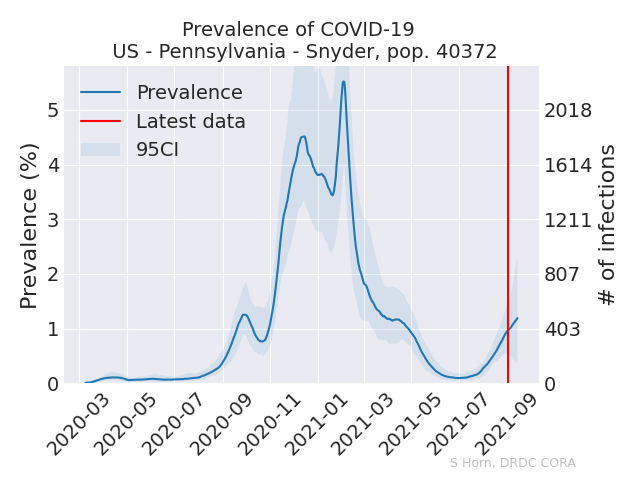 Prevalence of COVID-19
US - Pennsylvania - Snyder, pop. 40372
Prevalence
Latest data
95CI
Prevalence (%)
5
4
3
2
1
0
2018
1614
1211
807
403
0
# of infections
2020-03
2020-05
2020-07
2020-09
2020-11
2021-01
2021-03
2021-05
2021-07
2021-09
S Horn, DRDC CORA